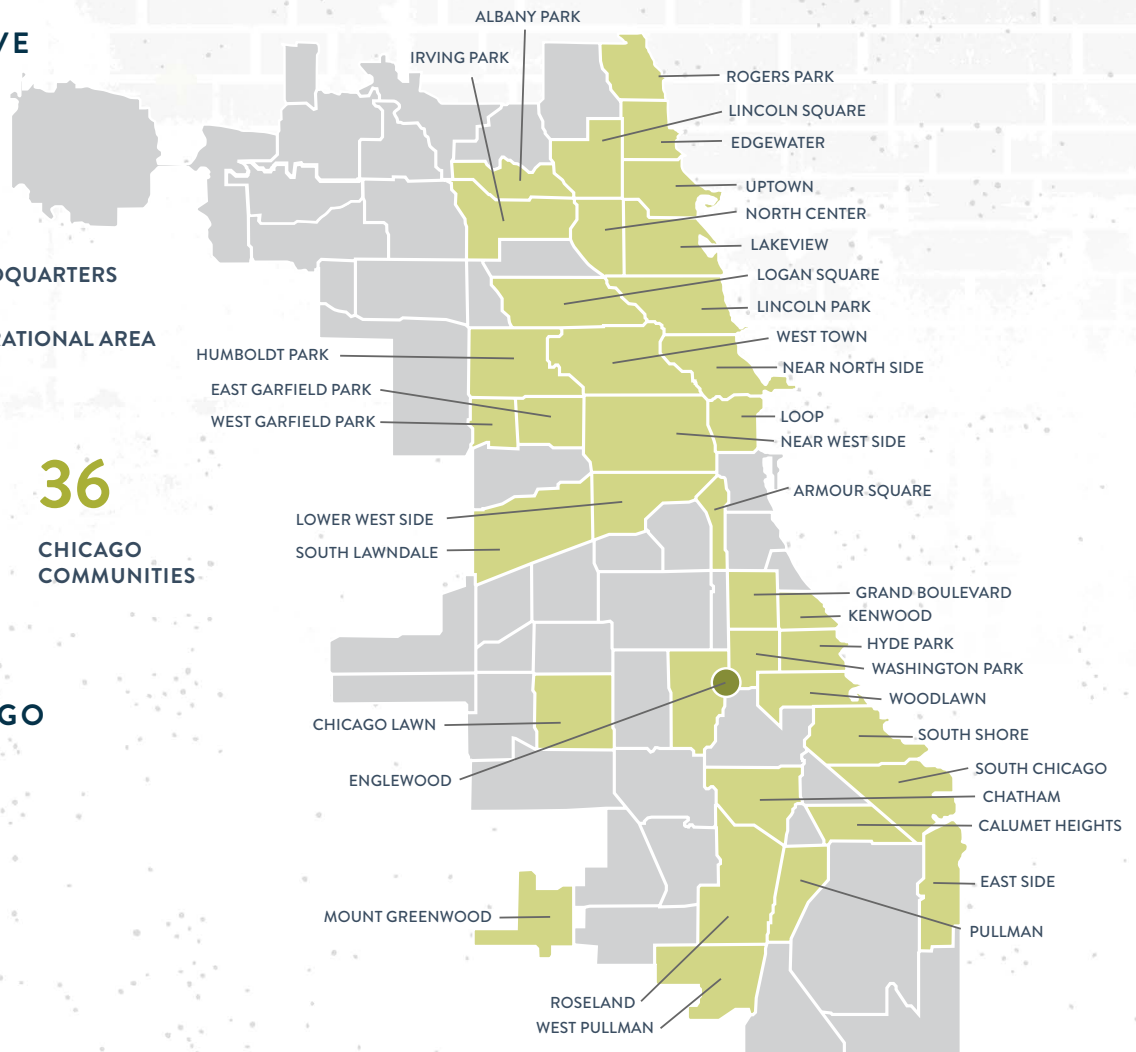 ALBANY PARK
VE
IRVING PARK
ROGERS PARK
LINCOLN SQUARE
EDGEWATER
UPTOWN
NORTH CENTER
LAKEVIEW
DQUARTERS
LOGAN SQUARE
LINCOLN PARK
RATIONAL AREA
WEST TOWN
HUMBOLDT PARK
NEAR NORTH SIDE
EAST GARFIELD PARK
WEST GARFIELD PARK
LOOP
NEAR WEST SIDE
36
CHICAGO
COMMUNITIES
ARMOUR SQUARE
LOWER WEST SIDE
SOUTH LAWNDALE
GRAND BOULEVARD
KENWOOD
HYDE PARK
WASHINGTON PARK
WOODLAWN
GO
CHICAGO LAWN
SOUTH SHORE
ENGLEWOOD
SOUTH CHICAGO
CHATHAM
CALUMET HEIGHTS
EAST SIDE
MOUNT GREENWOOD
PULLMAN
ROSELAND
WEST PULLMAN